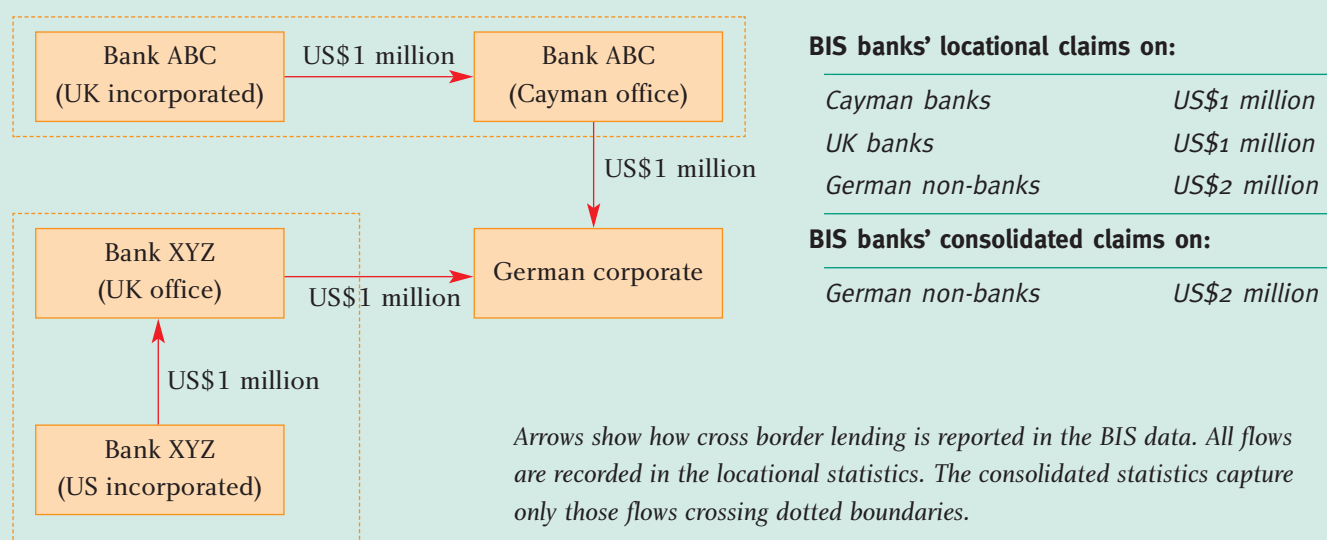 Bank ABC
(UK incorporated)
US$1 million
Bank ABC
(Cayman office)
US$1 million
Bank XYZ
(UK office)
US$1 million
German corporate
US$1 million
Bank XYZ
(US incorporated)
BIS banks' locational claims on:
Cayman banks US$1 million
UK banks US$1 million
German non-banks US$2 million
BIS banks' consolidated claims on:
German non-banks US$2 million
Arrows show how cross border lending is reported in the BIS data. All flows
are recorded in the locational statistics. The consolidated statistics capture
only those flows crossing dotted boundaries.